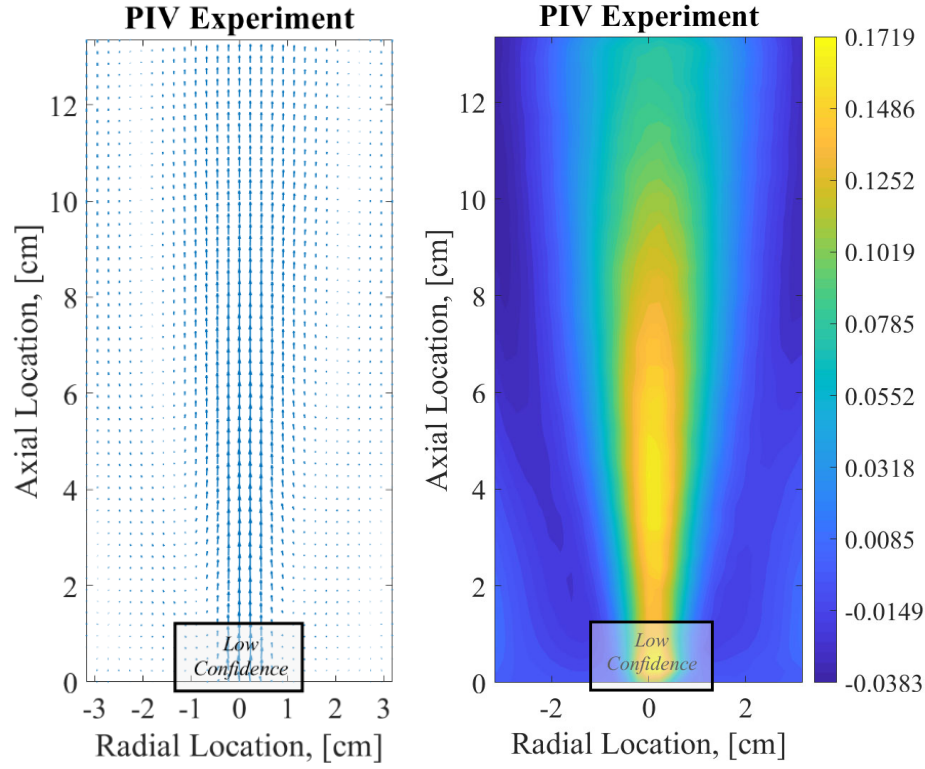 PIV Experiment
12
10
8
6
4
2
0
Axial Location, [cm]
Low
Confidence
-3 -2 -1 0 1 2 3
Radial Location, [cm]
PIV Experiment
12
10
8
6
4
2
0
Axial Location, [cm]
Low
Confidence
-2 0 2
Radial Location, [cm]
0.1719
0.1486
0.1252
0.1019
0.0785
0.0552
0.0318
0.0085
-0.0149
-0.0383